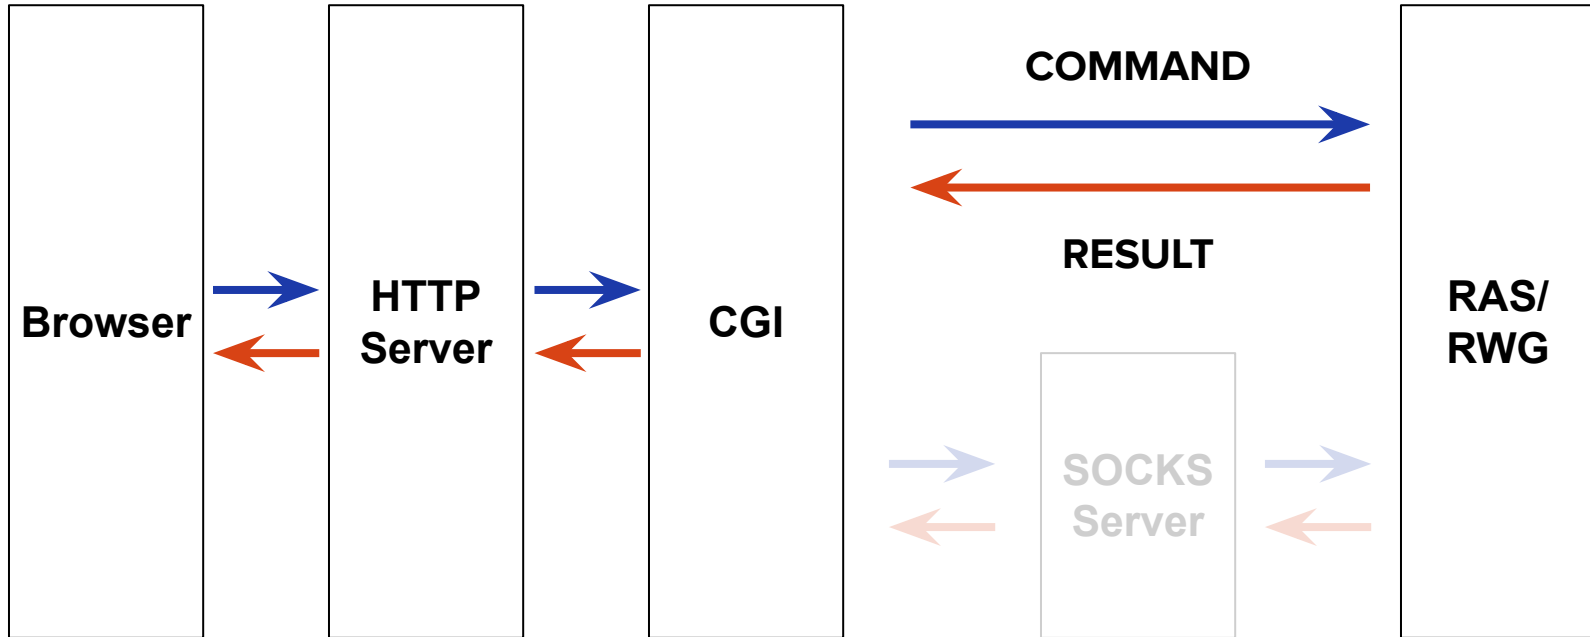 COMMAND
RESULT
Browser
HTTP
Server
CGI
RAS/
RWG
SOCKS
Server